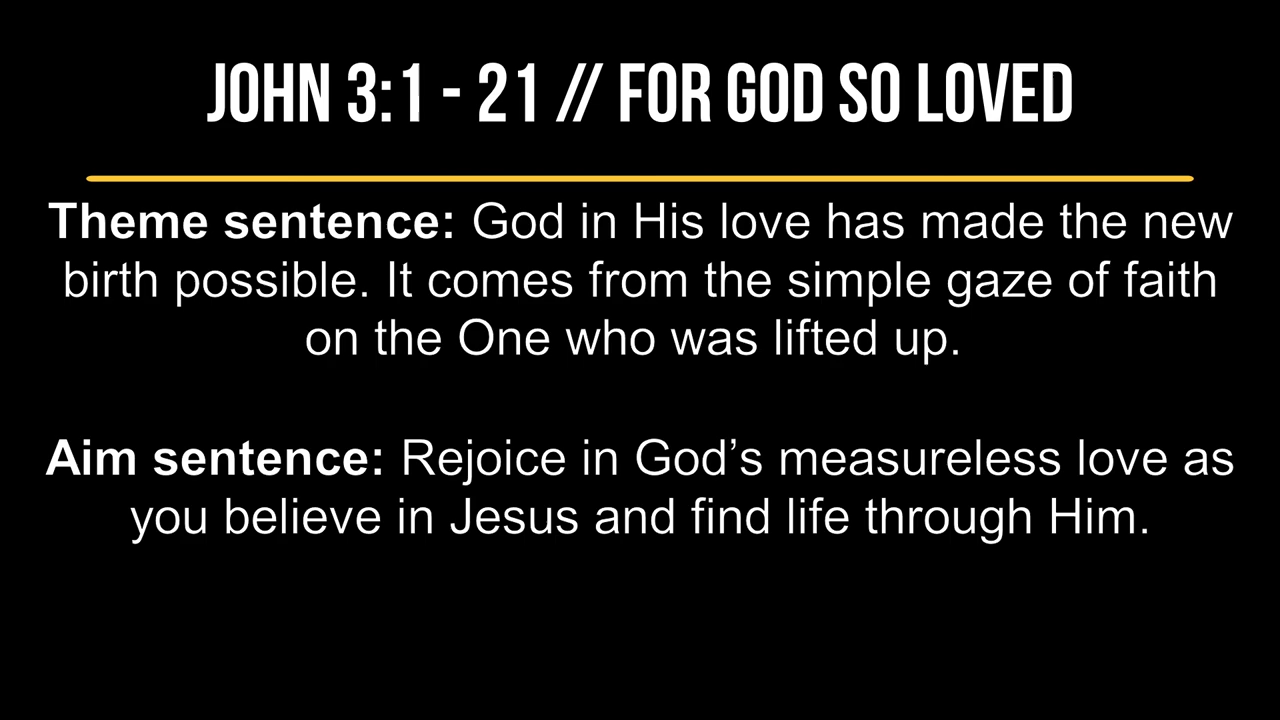 JOHN 3:1 - 21 // FOR GOD SO LOVED
Theme sentence: God in His love has made the new
birth possible. It comes from the simple gaze of faith
on the One who was lifted up.
Aim sentence: Rejoice in God’s measureless love as
you believe in Jesus and find life through Him.